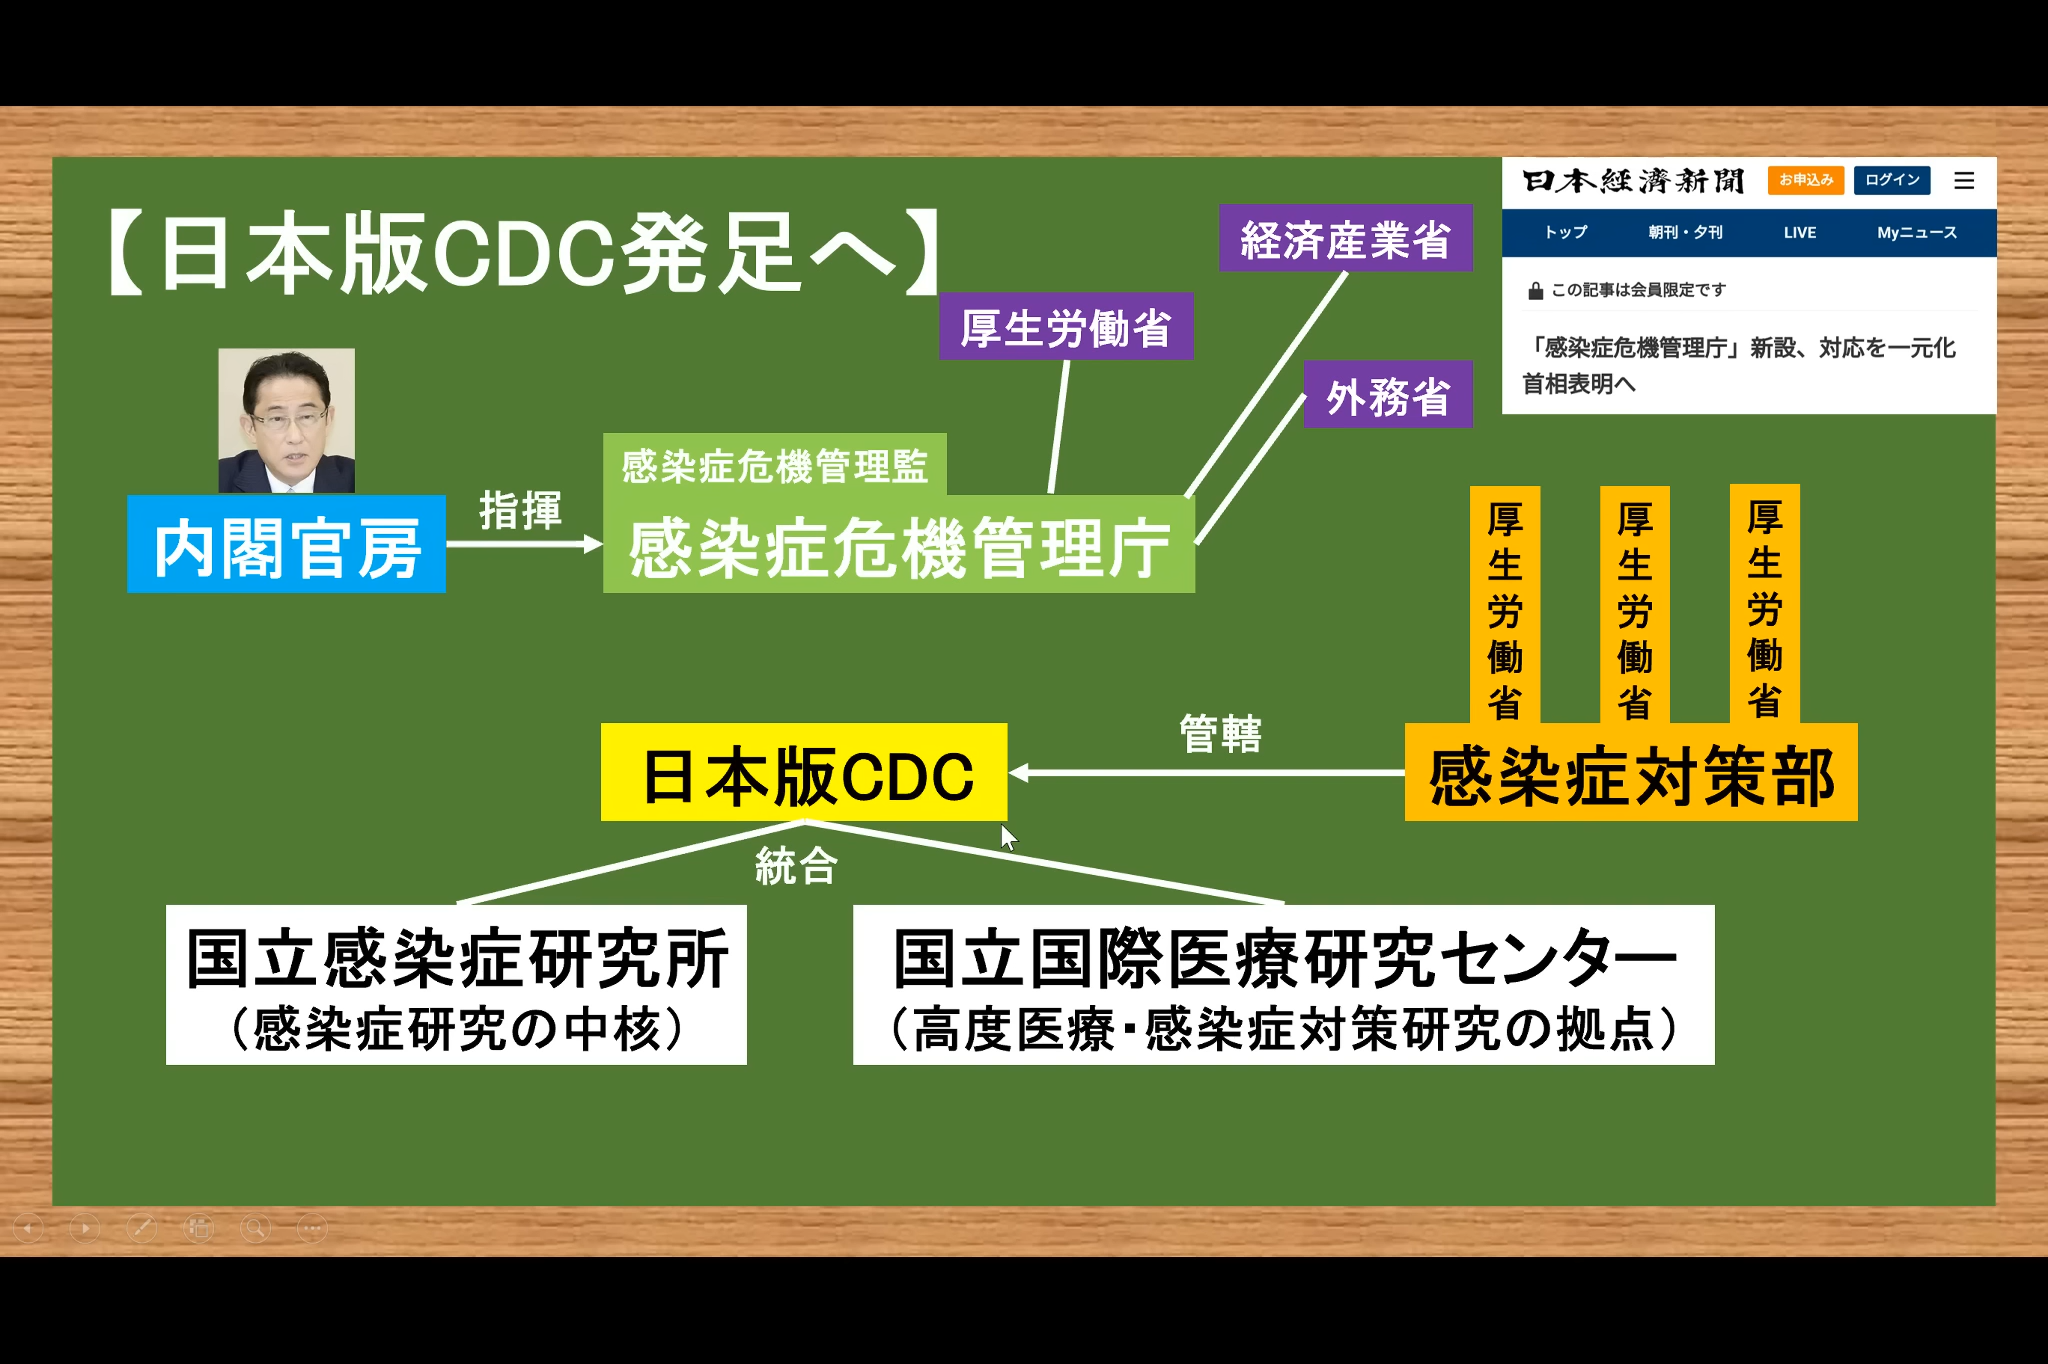 【日本版CDC発足へ】
日本経済新聞
お申込み
ログイン
トップ
朝刊・夕刊
LIVE
Myニュース
この記事は会員限定です
「感染症危機管理庁」新設、対応を一元化
首相表明へ
経済産業省
厚生労働省
外務省
感染症危機管理監
内閣官房
指揮
感染症危機管理庁
厚生労働省
厚生労働省
厚生労働省
日本版CDC
管轄
感染症対策部
統合
国立感染症研究所
（感染症研究の中核）
国立国際医療研究センター
（高度医療・感染症対策研究の拠点）